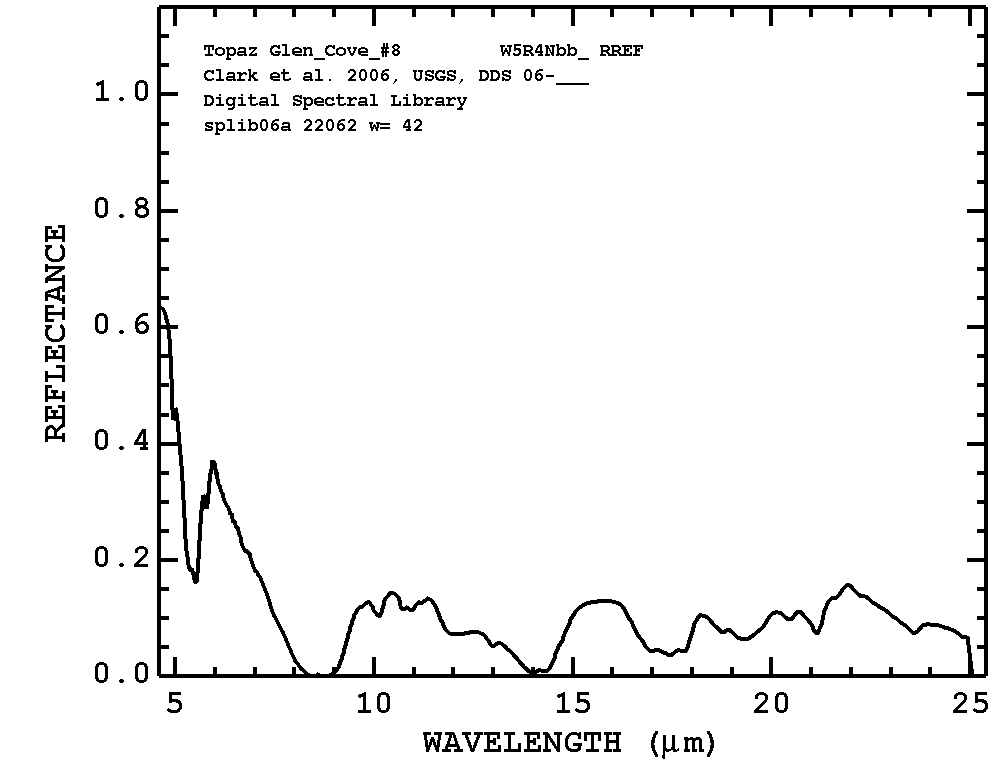 Topaz Glen_Cove_#8 W5R4Nbb_ RREF
Clark et al. 2006, USGS, DDS 06-___
Digital Spectral Library
splib06a 22062 w= 42
1.0
0.8
0.6
0.4
0.2
0.0
REFLECTANCE
5 10 15 20 25
WAVELENGTH (μm)